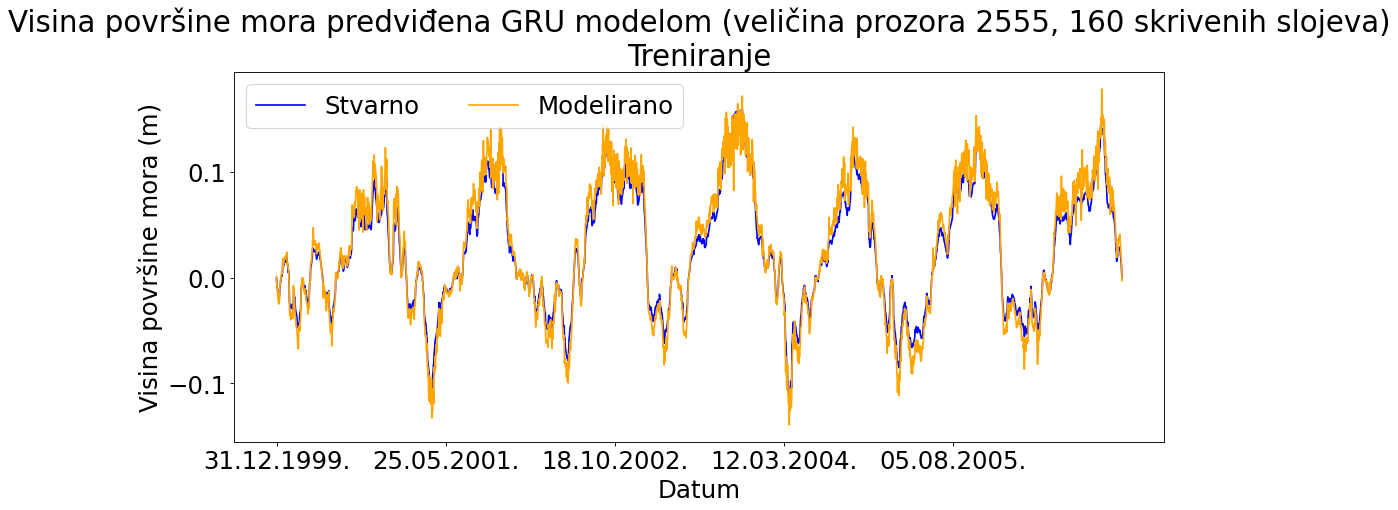 Visina površine mora predviđena GRU modelom (veličina prozora 2555, 160 skrivenih slojeva)
Treniranje
Stvarno Modelirano
Visina površine mora (m)
0.1
0.0
−0.1
31.12.1999. 25.05.2001. 18.10.2002. 12.03.2004. 05.08.2005.
Datum